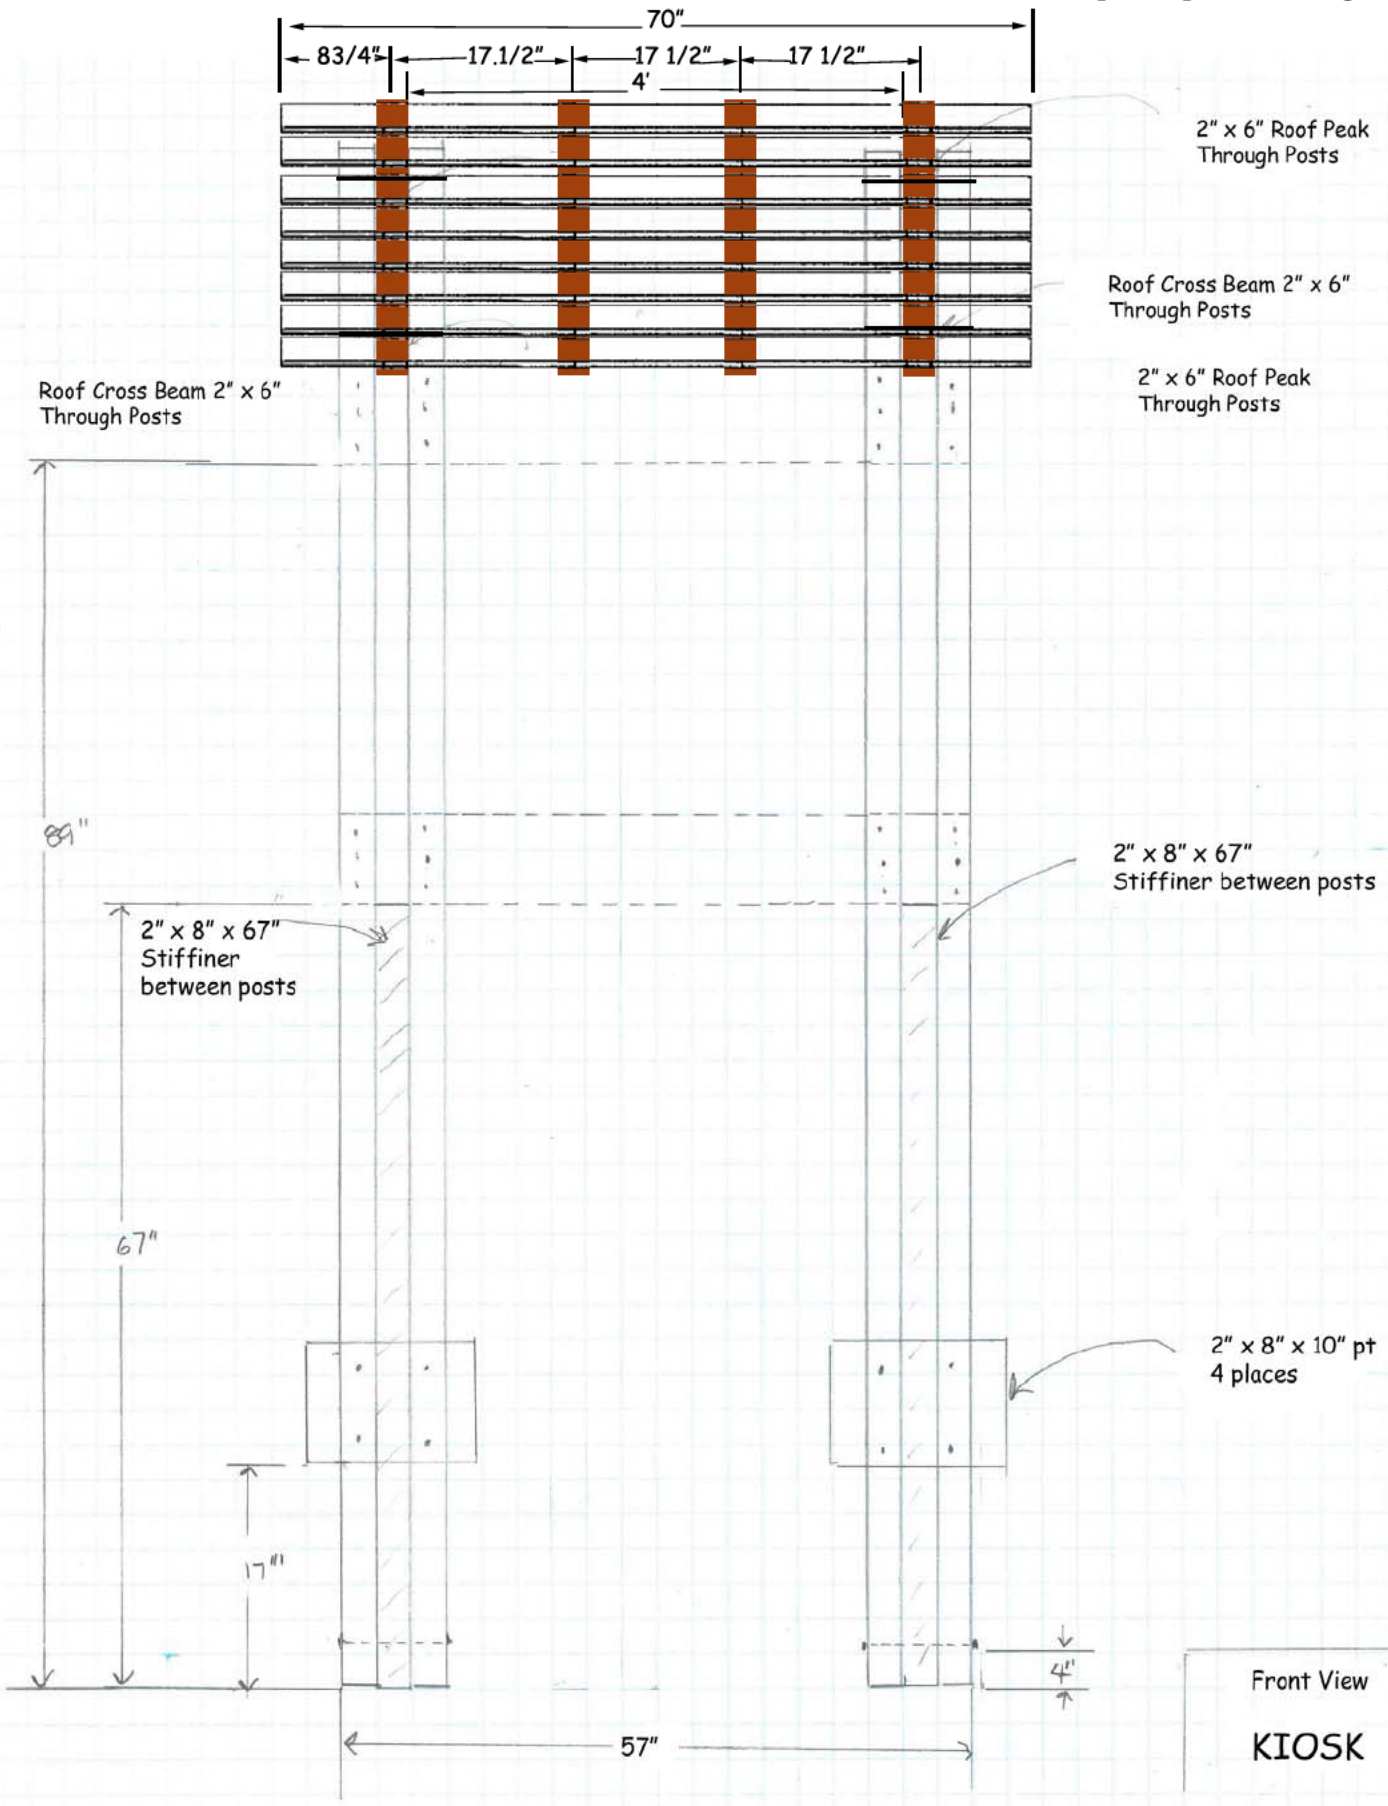 70"
83/4" 17.1/2" 17 1/2" 17 1/2"
4'
2" x 6" Roof Peak
Through Posts
Roof Cross Beam 2" x 6"
Through Posts
2" x 6" Roof Peak
Through Posts
Roof Cross Beam 2" x 6"
Through Posts
89"
2" x 8" x 67"
Stiffiner between posts
2" x 8" x 67"
Stiffiner
between posts
67"
2" x 8" x 10" pt
4 places
17"'
4"
Front View
57"
KIOSK